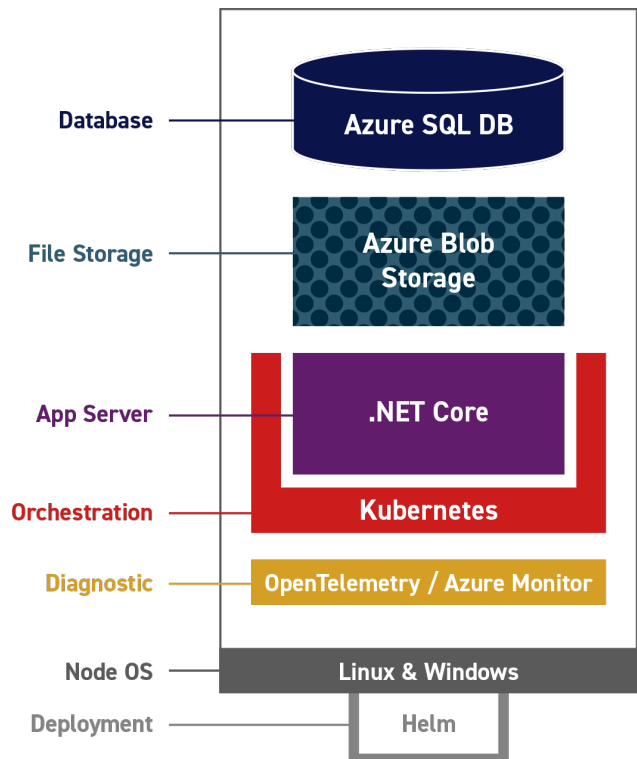 Database
Azure SQL DB
File Storage
Azure Blob
Storage
App Server
.NET Core
Orchestration
Kubernetes
Diagnostic
OpenTelemetry / Azure Monitor
Node OS
Linux & Windows
Deployment
Helm